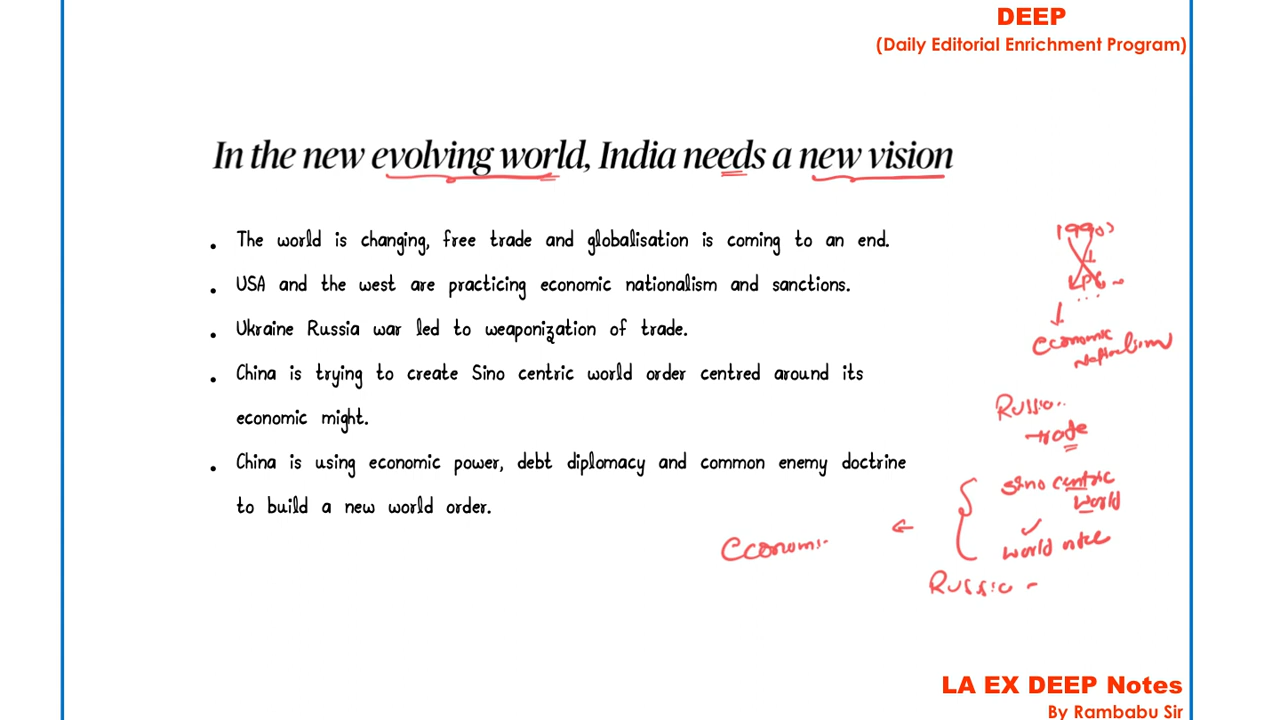 DEEP
(Daily Editorial Enrichment Program)
In the new evolving world, India needs a new vision
• The world is changing, free trade and globalisation is coming to an end.
• USA and the west are practicing economic nationalism and sanctions.
• Ukraine Russia war led to weaponization of trade.
• China is trying to create Sino centric world order centred around its
economic might.
• China is using economic power, debt diplomacy and common enemy doctrine
to build a new world order.
1990s
LPG
economic
nationalism
Russia
trade
Sino centric
world
world
Econom
Russia
LA EX DEEP Notes
By Rambabu Sir